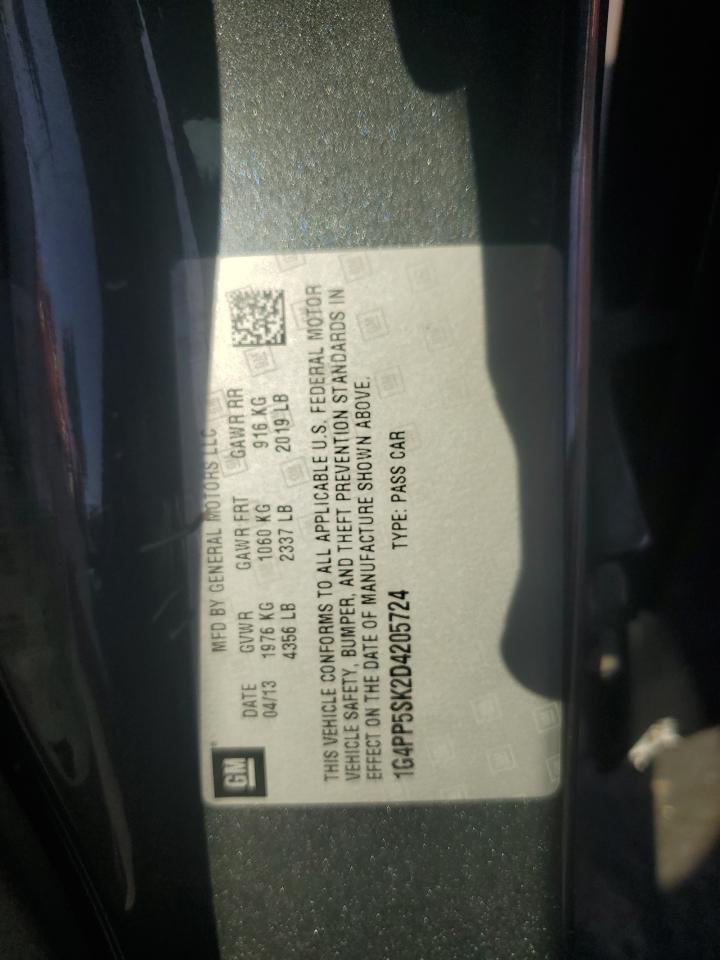 GM
MFD BY GENERAL MOTORS LLC
DATE GVWR GAWR FRT GAWR RR
04/13 1976 KG 1060 KG 916 KG
4356 LB 2337 LB 2019 LB
THIS VEHICLE CONFORMS TO ALL APPLICABLE U.S. FEDERAL MOTOR
VEHICLE SAFETY, BUMPER, AND THEFT PREVENTION STANDARDS IN
EFFECT ON THE DATE OF MANUFACTURE SHOWN ABOVE.
1G4PP5SK2D4205724 TYPE: PASS CAR